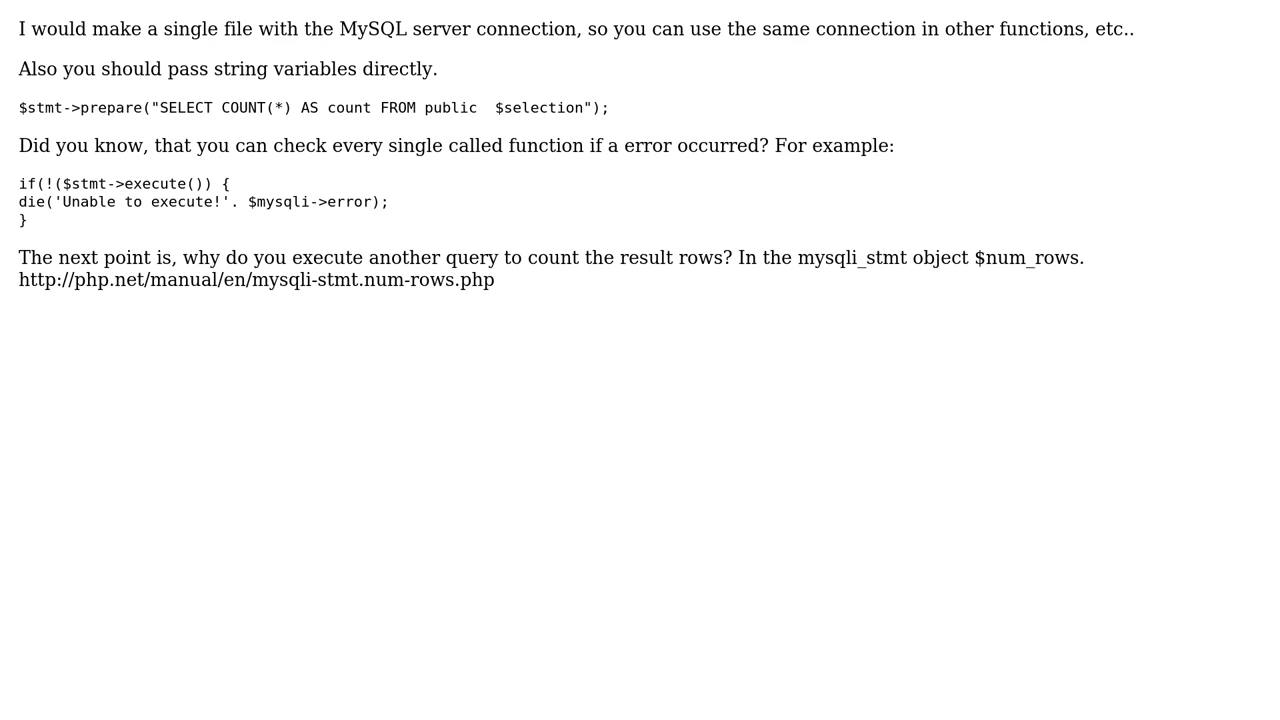 I would make a single file with the MySQL server connection, so you can use the same connection in other functions, etc..
Also you should pass string variables directly.
$stmt->prepare("SELECT COUNT(*) AS count FROM public  $selection");
Did you know, that you can check every single called function if a error occurred? For example:
if(!($stmt->execute()) {
die('Unable to execute!'. $mysqli->error);
}
The next point is, why do you execute another query to count the result rows? In the mysqli_stmt object $num_rows.
http://php.net/manual/en/mysqli-stmt.num-rows.php